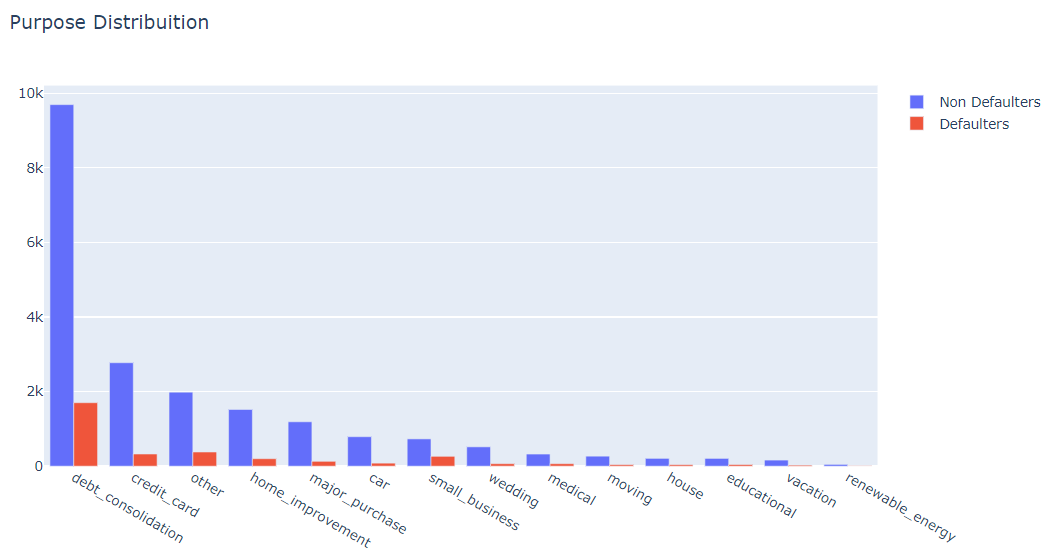 Purpose Distribuition
10k
8k
6k
4k
2k
0
Non Defaulters
Defaulters
debt_consolidation
credit_card
other
home_improvement
major_purchase
car
small_business
wedding
medical
moving
house
educational
vacation
renewable_energy